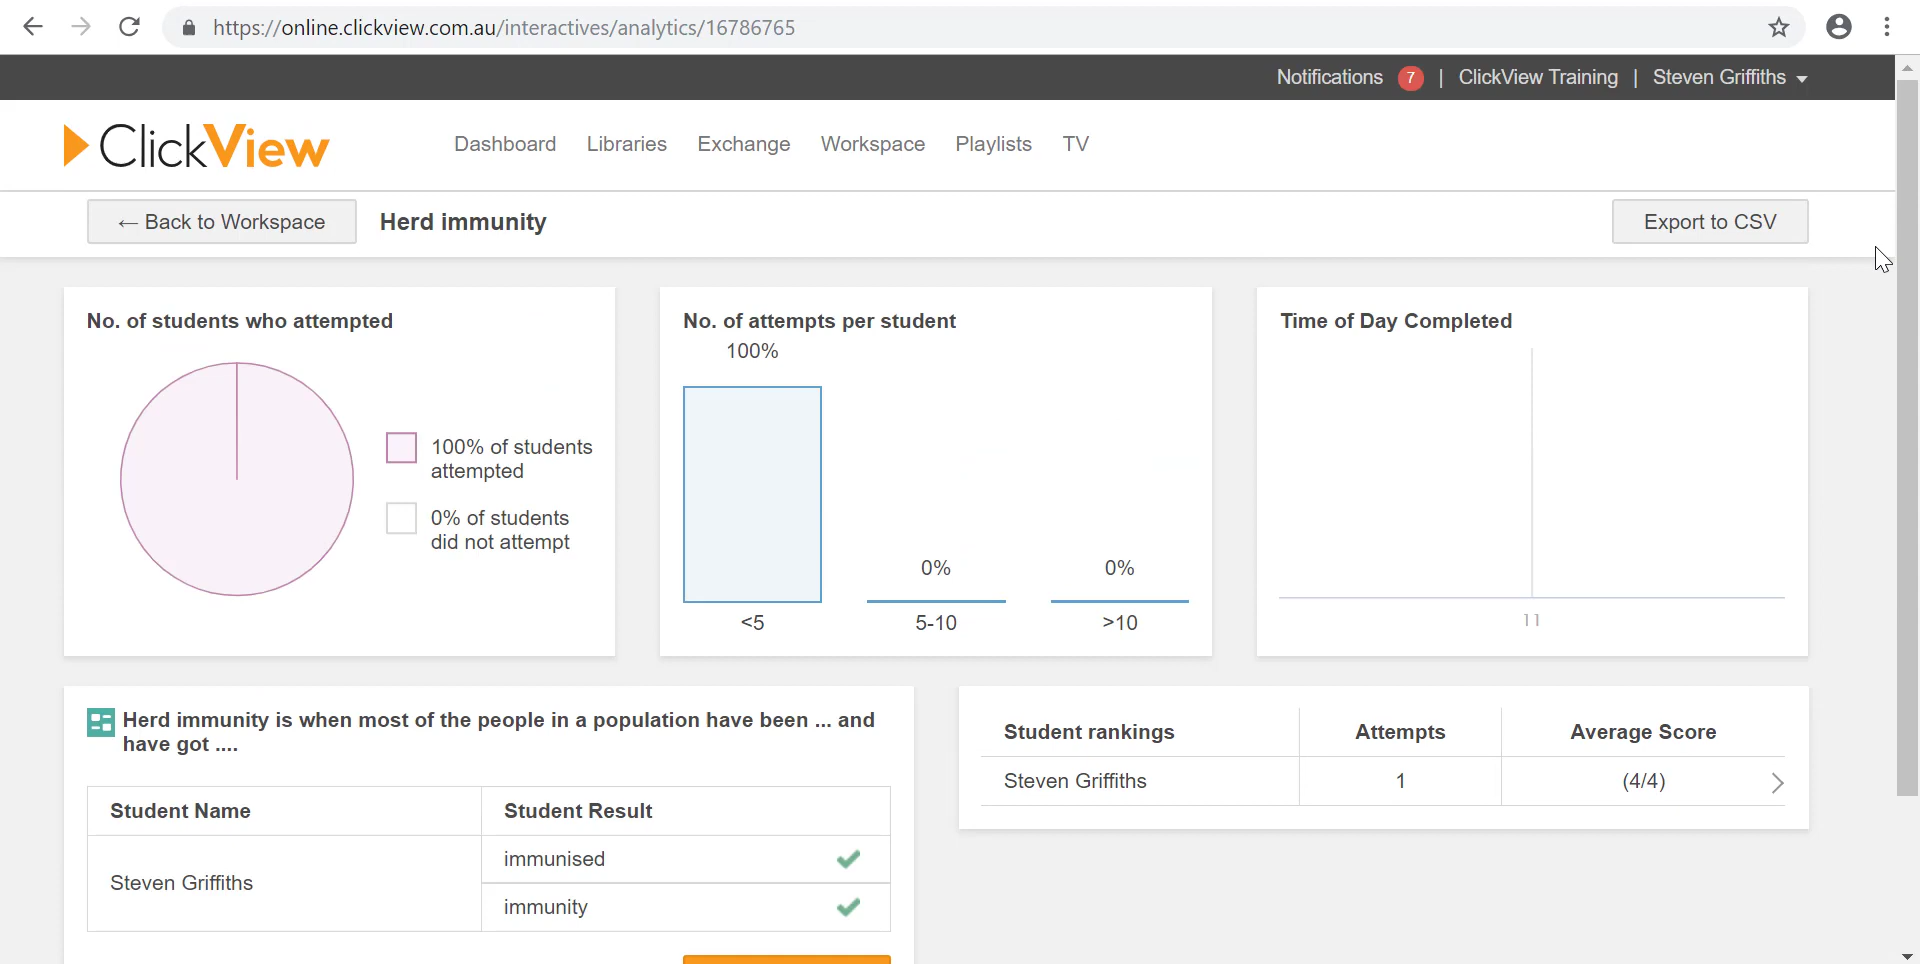 https://online.clickview.com.au/interactives/analytics/16786765
Notifications 7 | ClickView Training | Steven Griffiths
ClickView
Dashboard Libraries Exchange Workspace Playlists TV
← Back to Workspace
Herd immunity
Export to CSV
No. of students who attempted
100% of students
attempted
0% of students
did not attempt
No. of attempts per student
100%
0%
0%
<5
5-10
>10
Time of Day Completed
11
Herd immunity is when most of the people in a population have been ... and
have got ....
Student Name Student Result
Steven Griffiths
immunised
immunity
Student rankings Attempts Average Score
Steven Griffiths 1 (4/4)